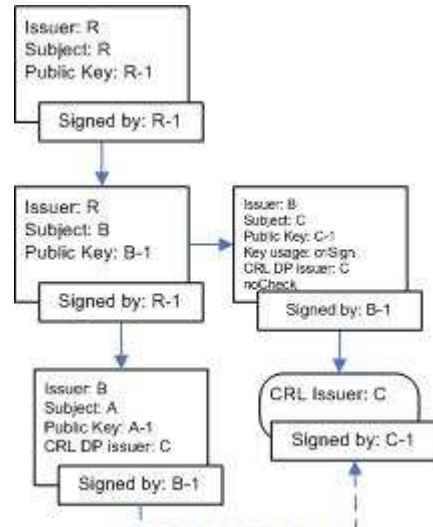 Issuer: R
Subject: R
Public Key: R-1
Signed by: R-1
Issuer: R
Subject: B
Public Key: B-1
Signed by: R-1
Issuer: B
Subject: C
Public Key: C-1
Key usage: crlSign
CRL DP issuer: C
noCheck
Signed by: B-1
Issuer: B
Subject: A
Public Key: A-1
CRL DP issuer: C
Signed by: B-1
CRL Issuer: C
Signed by: C-1